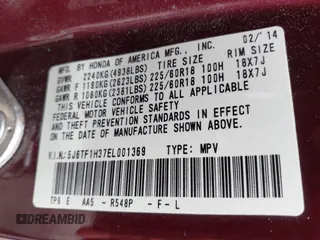 MFD. BY HONDA OF AMERICA MFG., INC. 02/'14
GVWR 2240KG(4938LBS) TIRE SIZE RIM SIZE
GAWR F 1190KG(2623LBS) 225/60R18 100H 18X7J
GAWR R 1080KG(2381LBS) 225/60R18 100H 18X7J
THIS VEHICLE CONFORMS TO ALL APPLICABLE
FEDERAL MOTOR VEHICLE SAFETY AND THEFT
PREVENTION STANDARDS IN EFFECT ON THE DATE
OF MANUFACTURE SHOWN ABOVE.
V.I.N.: 5J6TF1H37EL001369 TYPE: MPV
TP6 E AA5 - R548P - F - L
DREAMBID